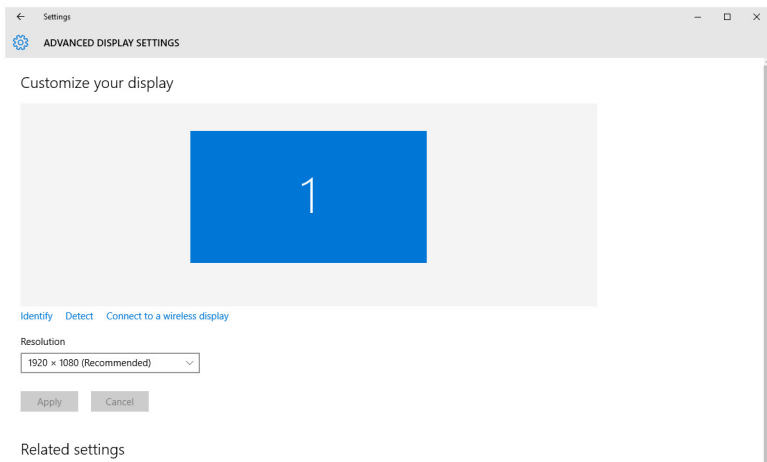 Settings
ADVANCED DISPLAY SETTINGS
Customize your display
1
Identify Detect Connect to a wireless display
Resolution
1920 × 1080 (Recommended)
Apply Cancel
Related settings